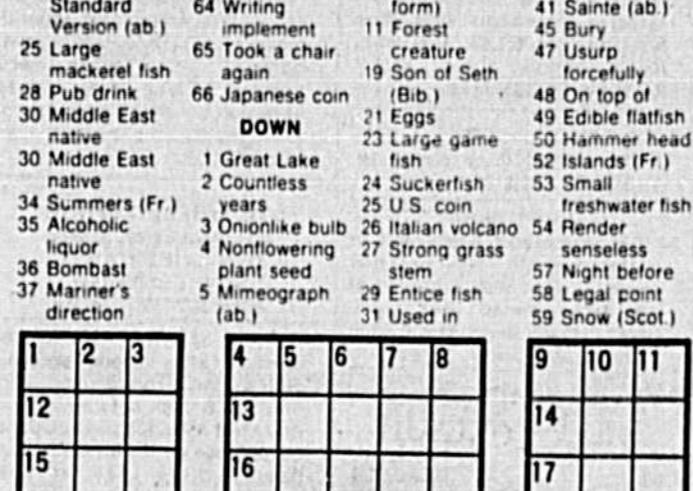 Standard
Version (ab.)
25 Large
mackerel fish
28 Pub drink
30 Middle East
native
30 Middle East
native
34 Summers (Fr.)
35 Alcoholic
liquor
36 Bombast
37 Mariner's
direction
64 Writing
implement
65 Took a chair
again
66 Japanese coin
DOWN
1 Great Lake
2 Countless
years
3 Onionlike bulb
4 Nonflowering
plant seed
5 Mimeograph
(ab.)
form)
11 Forest
creature
19 Son of Seth
(Bib.)
21 Eggs
23 Large game
fish
24 Suckerfish
25 U.S. coin
26 Italian volcano
27 Strong grass
stem
29 Entice fish
31 Used in
41 Sainte (ab.)
45 Bury
47 Usurp
forcefully
48 On top of
49 Edible flatfish
50 Hammer head
52 Islands (Fr.)
53 Small
freshwater fish
54 Render
senseless
57 Night before
58 Legal point
59 Snow (Scot.)
1 2 3 4 5 6 7 8 9 10 11
12 13 14
15 16 17